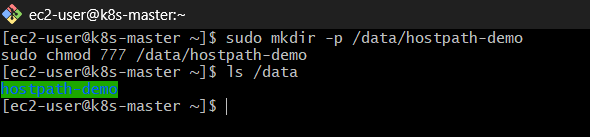 ec2-user@k8s-master:~
[ec2-user@k8s-master ~]$ sudo mkdir -p /data/hostpath-demo
sudo chmod 777 /data/hostpath-demo
[ec2-user@k8s-master ~]$ ls /data
hostpath-demo
[ec2-user@k8s-master ~]$